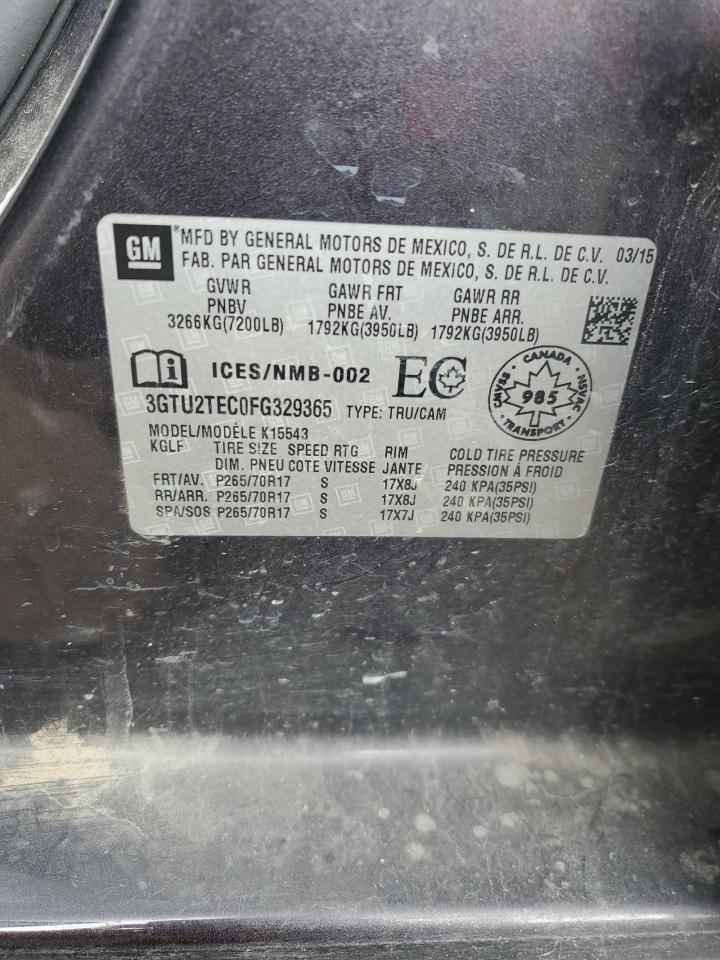 GM
®MFD BY GENERAL MOTORS DE MEXICO, S. DE R.L. DE C.V. 03/15
FAB. PAR GENERAL MOTORS DE MEXICO, S. DE R.L. DE C.V.
GVWR GAWR FRT GAWR RR
PNBV PNBE AV. PNBE ARR.
3266KG(7200LB) 1792KG(3950LB) 1792KG(3950LB)
i ICES/NMB-002 EC
CANADA
CMVSS NSVAC
985
TRANSPORT
3GTU2TEC0FG329365 TYPE: TRU/CAM
MODEL/MODÈLE K15543
KGLF TIRE SIZE SPEED RTG RIM COLD TIRE PRESSURE
DIM. PNEU COTE VITESSE JANTE PRESSION À FROID
FRT/AV. P265/70R17 S 17X8J 240 KPA(35PSI)
RR/ARR. P265/70R17 S 17X8J 240 KPA(35PSI)
SPA/SOS P265/70R17 S 17X7J 240 KPA(35PSI)